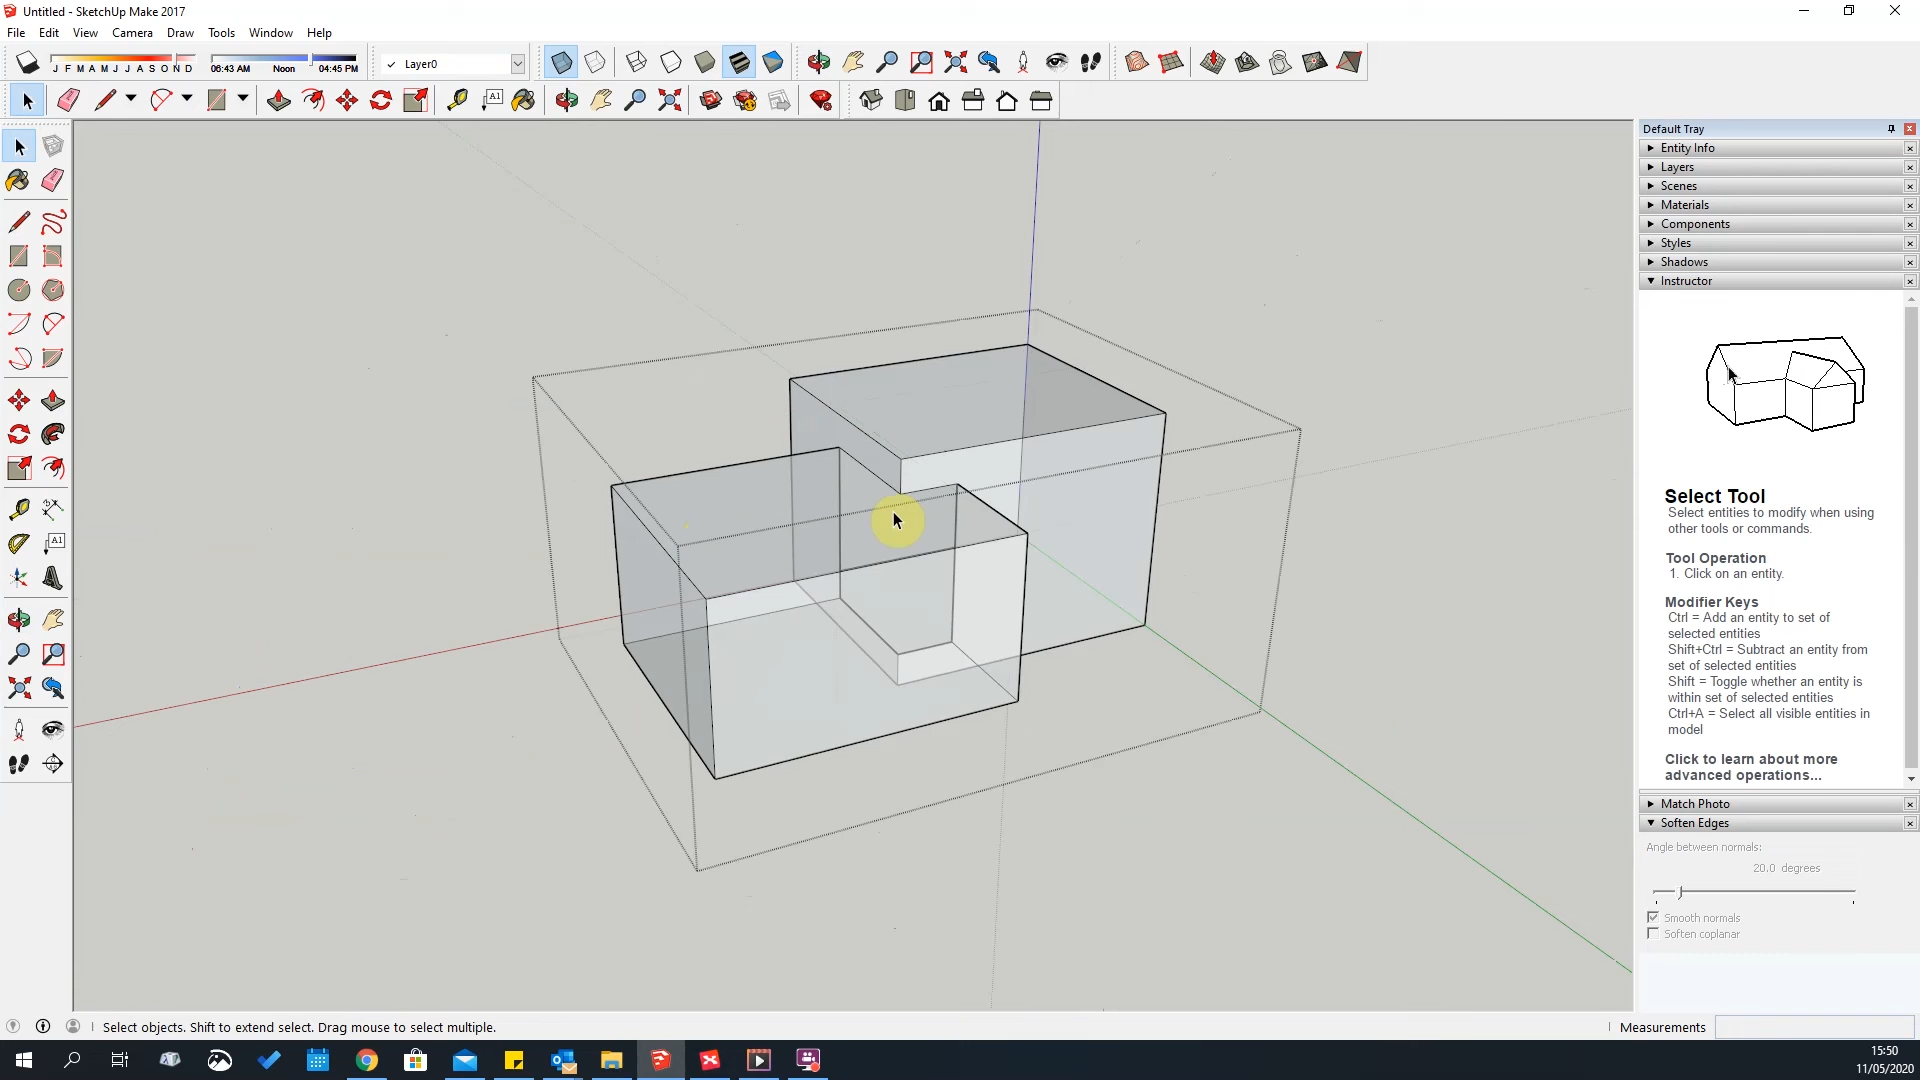 Untitled - SketchUp Make 2017
File Edit View Camera Draw Tools Window Help
J F M A M J J A S O N D
06:43 AM Noon 04:45 PM
✓ Layer0
A1
A1
Default Tray
Entity Info
Layers
Scenes
Materials
Components
Styles
Shadows
Instructor
Select Tool
Select entities to modify when using
other tools or commands.
Tool Operation
1. Click on an entity.
Modifier Keys
Ctrl = Add an entity to set of
selected entities
Shift+Ctrl = Subtract an entity from
set of selected entities
Shift = Toggle whether an entity is
within set of selected entities
Ctrl+A = Select all visible entities in
model
Click to learn about more
advanced operations...
Match Photo
Soften Edges
Angle between normals:
20.0 degrees
Smooth normals
Soften coplanar
Select objects. Shift to extend select. Drag mouse to select multiple.
Measurements
15:50
11/05/2020